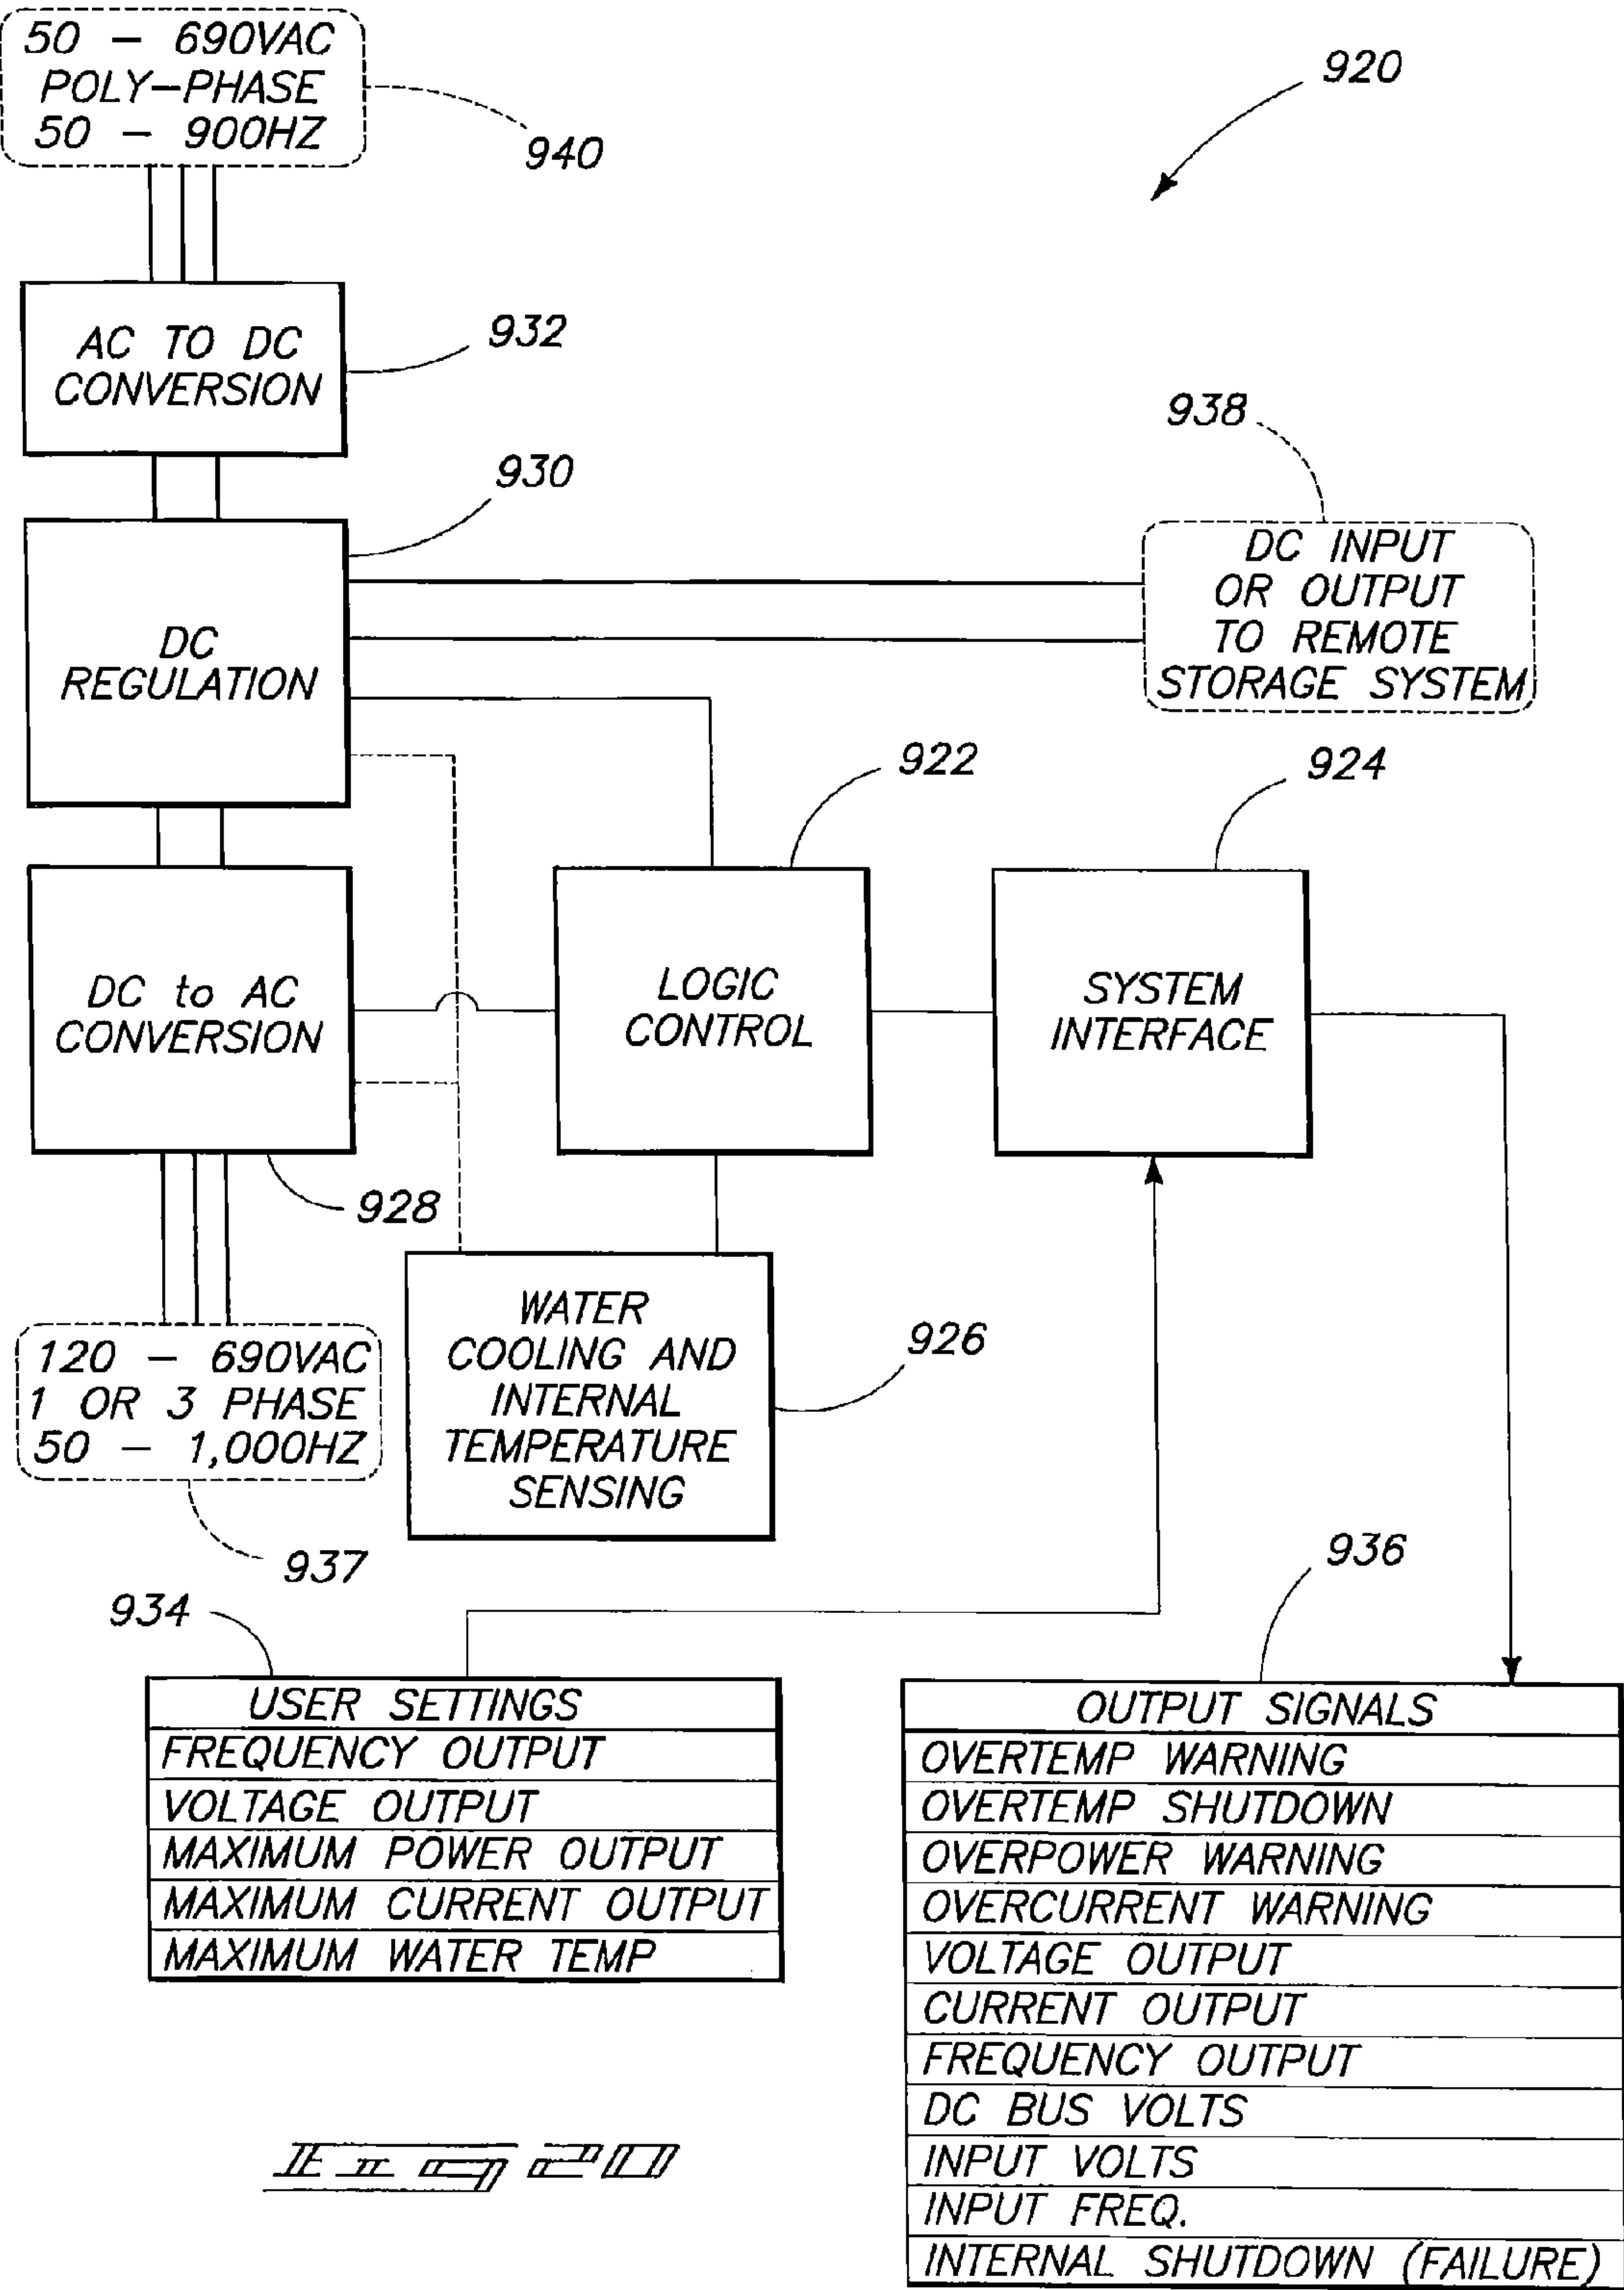 50 – 690VAC
POLY–PHASE
50 – 900HZ
920
940
AC TO DC
CONVERSION
932
938
930
DC
REGULATION
DC INPUT
OR OUTPUT
TO REMOTE
STORAGE SYSTEM
922
924
DC to AC
CONVERSION
LOGIC
CONTROL
SYSTEM
INTERFACE
928
120 – 690VAC
1 OR 3 PHASE
50 – 1,000HZ
WATER
COOLING AND
INTERNAL
TEMPERATURE
SENSING
926
937
936
934
USER SETTINGS
FREQUENCY OUTPUT
VOLTAGE OUTPUT
MAXIMUM POWER OUTPUT
MAXIMUM CURRENT OUTPUT
MAXIMUM WATER TEMP
OUTPUT SIGNALS
OVERTEMP WARNING
OVERTEMP SHUTDOWN
OVERPOWER WARNING
OVERCURRENT WARNING
VOLTAGE OUTPUT
CURRENT OUTPUT
FREQUENCY OUTPUT
DC BUS VOLTS
INPUT VOLTS
INPUT FREQ.
INTERNAL SHUTDOWN (FAILURE)
Fig 20